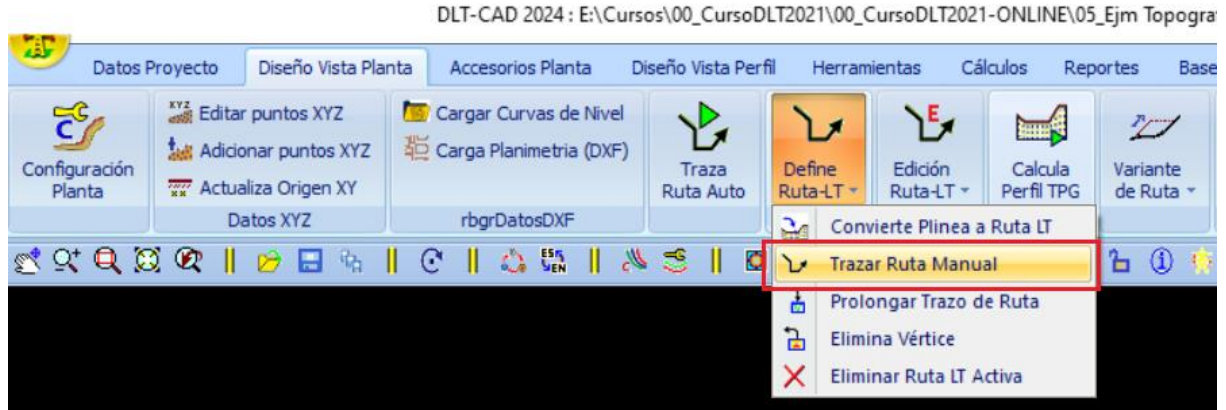 DLT-CAD 2024 : E:\Cursos\00_CursoDLT2021\00_CursoDLT2021-ONLINE\05_Ejm Topogra
Datos Proyecto Diseño Vista Planta Accesorios Planta Diseño Vista Perfil Herramientas Cálculos Reportes Base
Configuración
Planta
XYZ Editar puntos XYZ
Adicionar puntos XYZ
Actualiza Origen XY
Datos XYZ
Cargar Curvas de Nivel
Carga Planimetria (DXF)
rbgrDatosDXF
Traza
Ruta Auto
Define
Ruta-LT
Edición
Ruta-LT
Calcula
Perfil TPG
Variante
de Ruta
ES
EN
Convierte Plinea a Ruta LT
Trazar Ruta Manual
Prolongar Trazo de Ruta
Elimina Vértice
Eliminar Ruta LT Activa